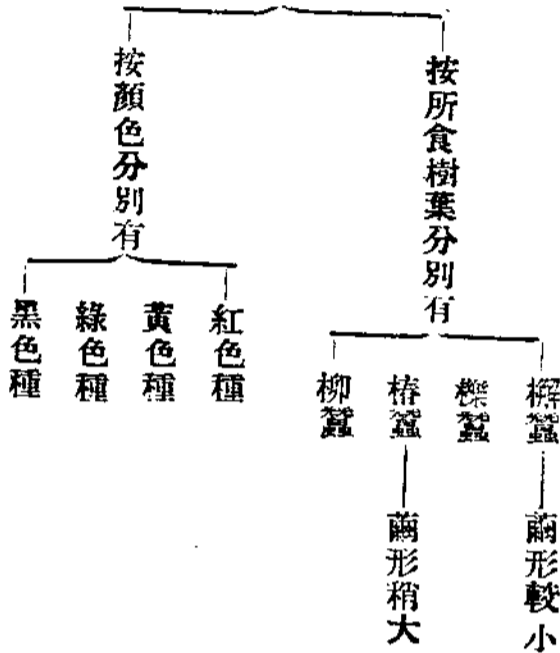 按所食樹葉分別有
檞蠶
繭形較小
櫟蠶
椿蠶
繭形稍大
柳蠶
按顏色分別有
紅色種
黃色種
綠色種
黑色種